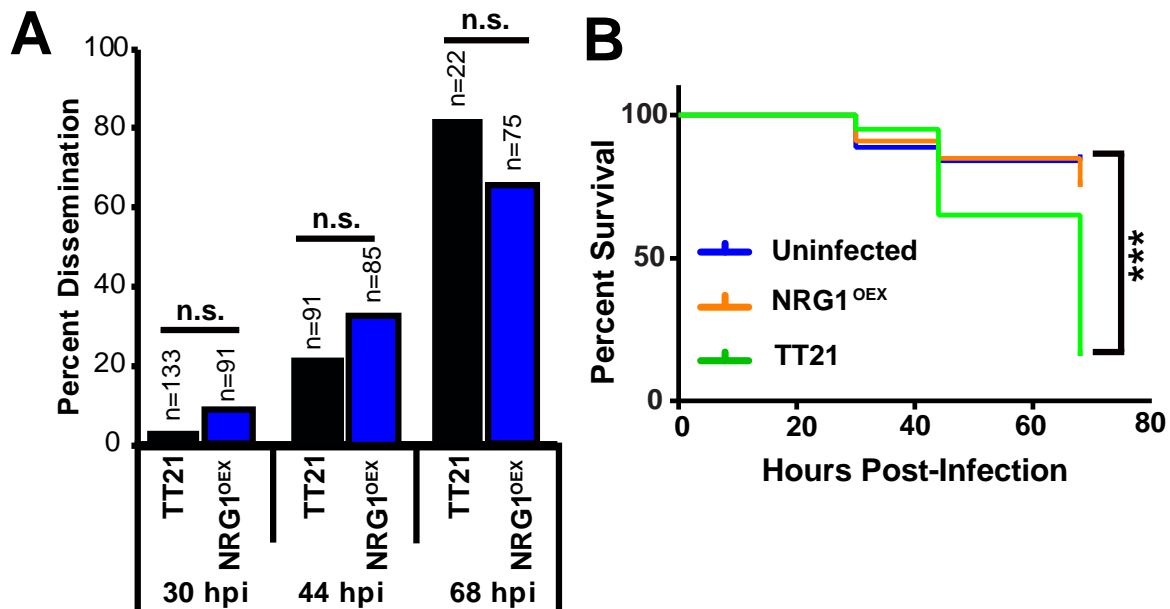 A
Percent Dissemination
100
80
60
40
20
0
n.s.
n.s.
n.s.
n=133
n=91
n=91
n=85
n=22
n=75
TT21
NRG1OEX
TT21
NRG1OEX
TT21
NRG1OEX
30 hpi
44 hpi
68 hpi
B
Percent Survival
100
50
0
Uninfected
NRG1OEX
TT21
***
0
20
40
60
80
Hours Post-Infection